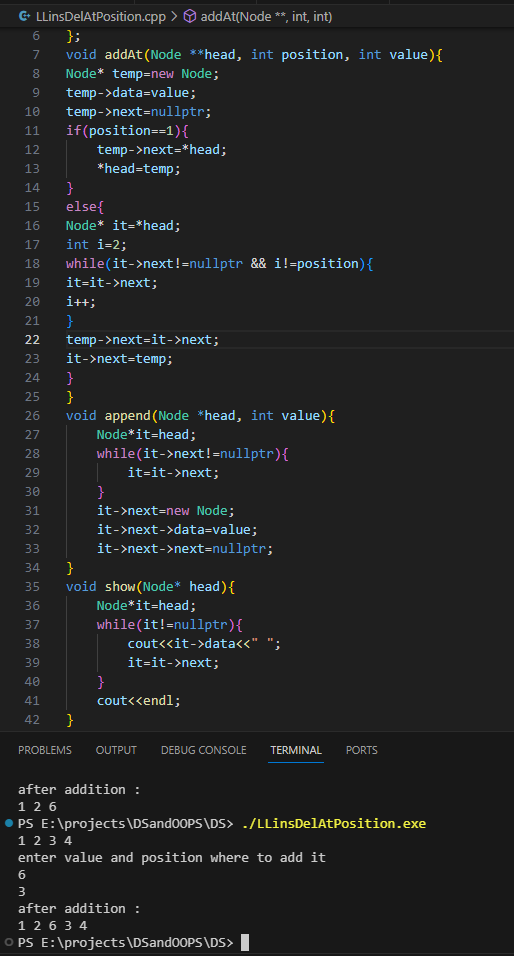 LLinsDelAtPosition.cpp > addAt(Node **, int, int)
6 };
7 void addAt(Node **head, int position, int value){
8 Node* temp=new Node;
9 temp->data=value;
10 temp->next=nullptr;
11 if(position==1){
12 temp->next=*head;
13 *head=temp;
14 }
15 else{
16 Node* it=*head;
17 int i=2;
18 while(it->next!=nullptr && i!=position){
19 it=it->next;
20 i++;
21 }
22 temp->next=it->next;
23 it->next=temp;
24 }
25 }
26 void append(Node *head, int value){
27 Node*it=head;
28 while(it->next!=nullptr){
29 it=it->next;
30 }
31 it->next=new Node;
32 it->next->data=value;
33 it->next->next=nullptr;
34 }
35 void show(Node* head){
36 Node*it=head;
37 while(it!=nullptr){
38 cout<<it->data<<" ";
39 it=it->next;
40 }
41 cout<<endl;
42 }
PROBLEMS OUTPUT DEBUG CONSOLE TERMINAL PORTS
after addition :
1 2 6
PS E:\projects\DSandOOPS\DS> ./LLinsDelAtPosition.exe
1 2 3 4
enter value and position where to add it
6
3
after addition :
1 2 6 3 4
PS E:\projects\DSandOOPS\DS>